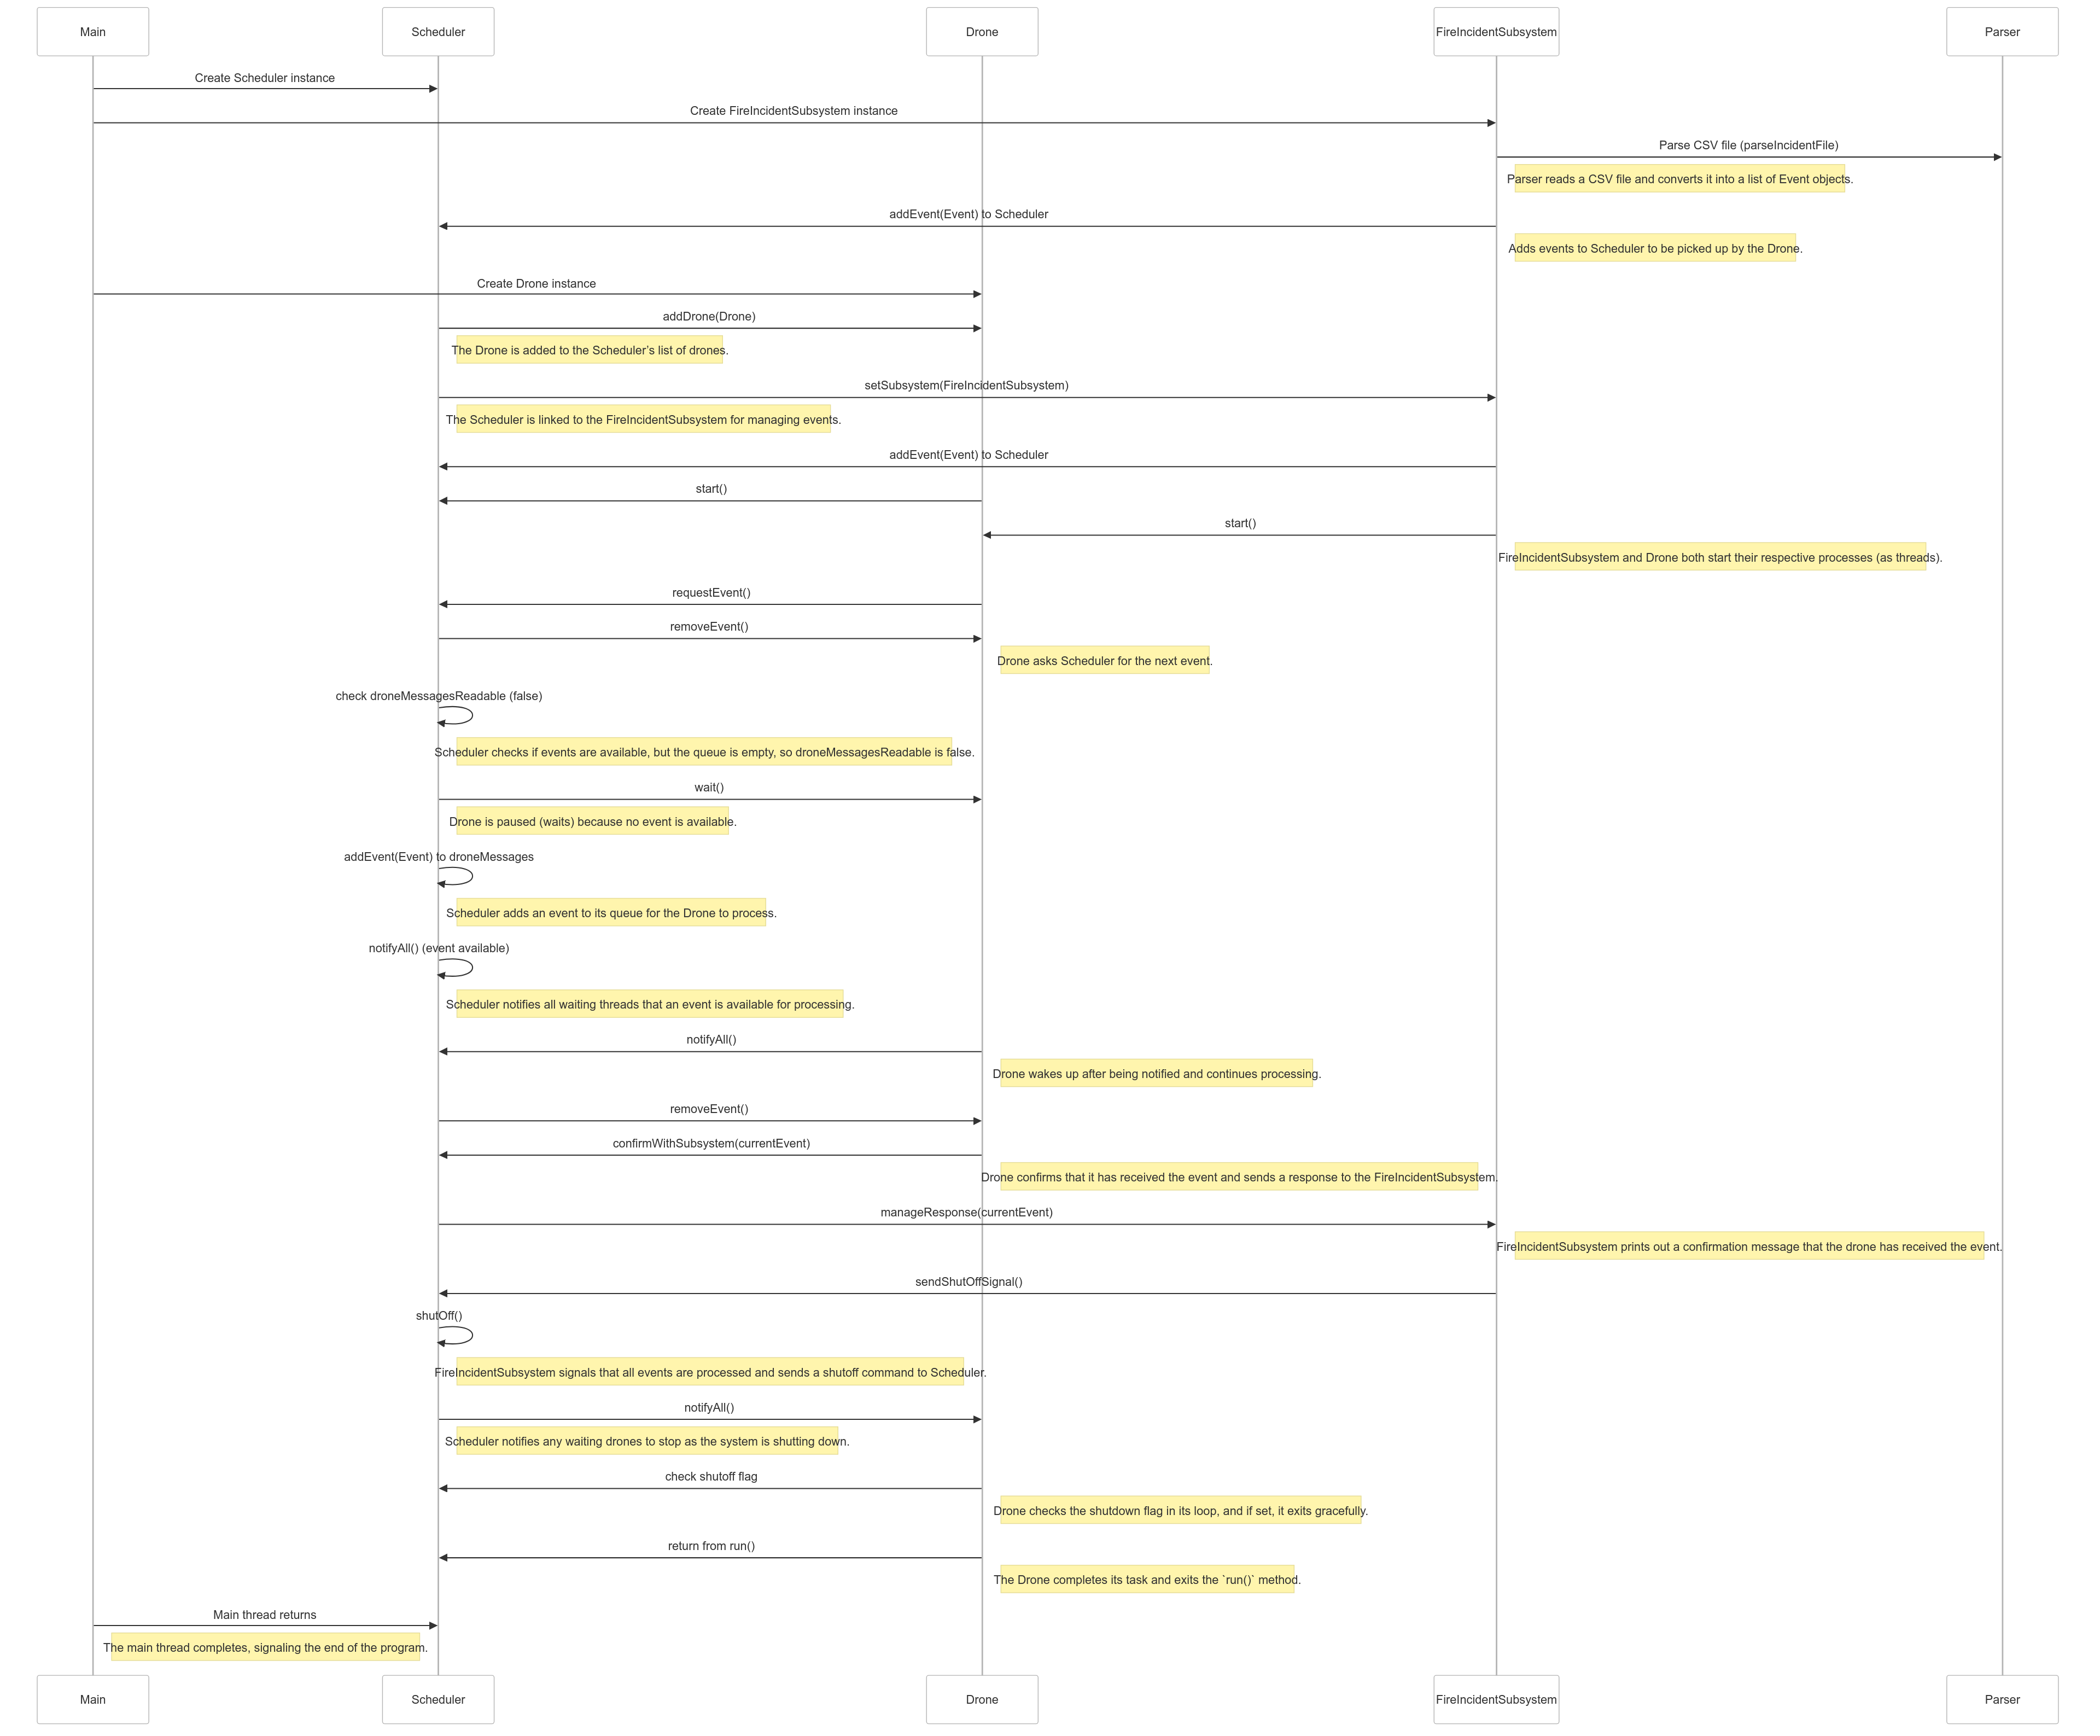 Main
Scheduler
Drone
FireIncidentSubsystem
Parser
Create Scheduler instance
Create FireIncidentSubsystem instance
Parse CSV file (parseIncidentFile)
Parser reads a CSV file and converts it into a list of Event objects.
addEvent(Event) to Scheduler
Adds events to Scheduler to be picked up by the Drone.
Create Drone instance
addDrone(Drone)
The Drone is added to the Scheduler's list of drones.
setSubsystem(FireIncidentSubsystem)
The Scheduler is linked to the FireIncidentSubsystem for managing events.
addEvent(Event) to Scheduler
start()
start()
FireIncidentSubsystem and Drone both start their respective processes (as threads).
requestEvent()
removeEvent()
Drone asks Scheduler for the next event.
check droneMessagesReadable (false)
Scheduler checks if events are available, but the queue is empty, so droneMessagesReadable is false.
wait()
Drone is paused (waits) because no event is available.
addEvent(Event) to droneMessages
Scheduler adds an event to its queue for the Drone to process.
notifyAll() (event available)
Scheduler notifies all waiting threads that an event is available for processing.
notifyAll()
Drone wakes up after being notified and continues processing.
removeEvent()
confirmWithSubsystem(currentEvent)
Drone confirms that it has received the event and sends a response to the FireIncidentSubsystem.
manageResponse(currentEvent)
FireIncidentSubsystem prints out a confirmation message that the drone has received the event.
sendShutOffSignal()
shutOff()
FireIncidentSubsystem signals that all events are processed and sends a shutoff command to Scheduler.
notifyAll()
Scheduler notifies any waiting drones to stop as the system is shutting down.
check shutoff flag
Drone checks the shutdown flag in its loop, and if set, it exits gracefully.
return from run()
The Drone completes its task and exits the `run()` method.
Main thread returns
The main thread completes, signaling the end of the program.
Main
Scheduler
Drone
FireIncidentSubsystem
Parser